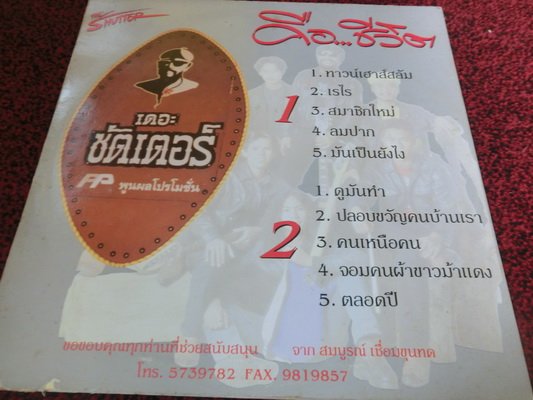 THE SHUTTER
คือ...ชีวิต
เดอะ
ชัตเตอร์
PP พูนผลโปรโมชั่น
1
1. ทาวน์เฮาส์สลัม
2. เรไร
3. สมาชิกใหม่
4. ลมปาก
5. มันเป็นยังไง
2
1. ดูมันทำ
2. ปลอบขวัญคนบ้านเรา
3. คนเหนือคน
4. จอมคนผ้าขาวม้าแดง
5. ตลอดปี
ขอขอบคุณทุกท่านที่ช่วยสนับสนุน จาก สมบูรณ์ เชื่อมขุนทด
โทร. 5739782 FAX. 9819857